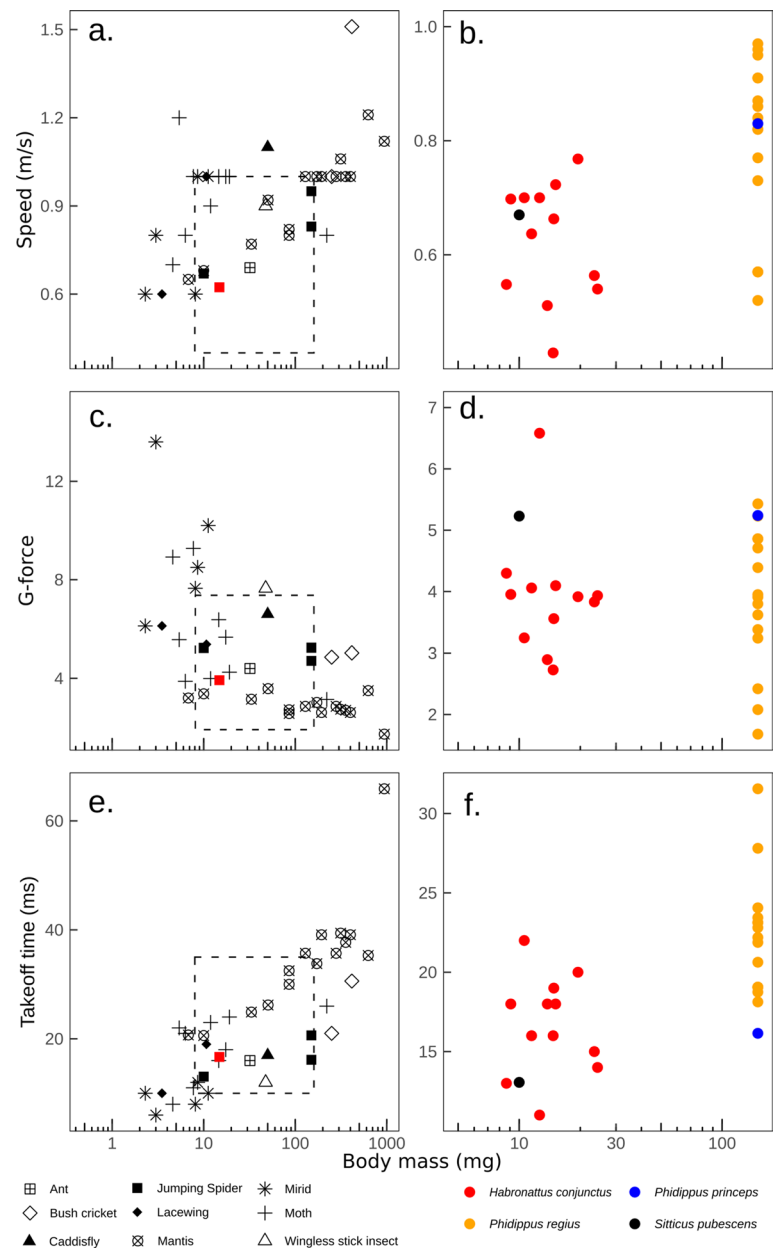 a.
b.
1.5
1.2
0.9
0.6
Speed (m/s)
1.0
0.8
0.6
c.
d.
12
8
4
G-force
7
6
5
4
3
2
e.
f.
60
40
20
Takeoff time (ms)
30
25
20
15
1 10 100 1000
10 30 100
Body mass (mg)
Ant
Jumping Spider
Mirid
Bush cricket
Lacewing
Moth
Caddisfly
Mantis
Wingless stick insect
Habronattus conjunctus
Phidippus princeps
Phidippus regius
Sitticus pubescens